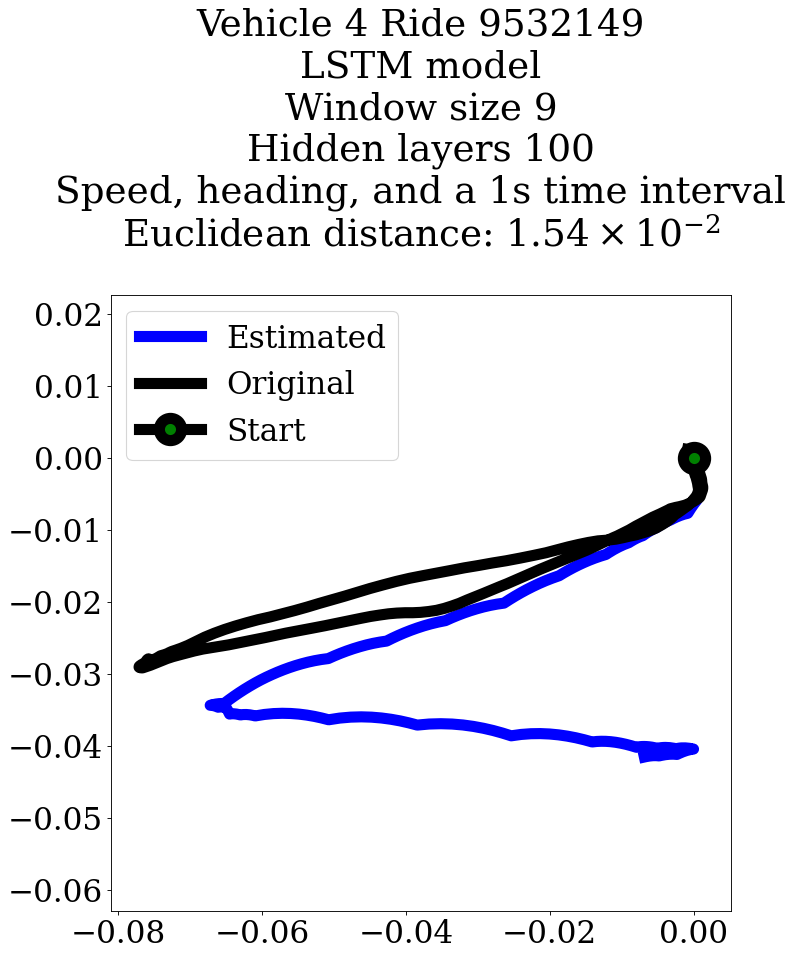 Vehicle 4 Ride 9532149
LSTM model
Window size 9
Hidden layers 100
Speed, heading, and a 1s time interval
Euclidean distance: 1.54 × 10⁻²
Estimated
Original
Start
0.02
0.01
0.00
−0.01
−0.02
−0.03
−0.04
−0.05
−0.06
−0.08 −0.06 −0.04 −0.02 0.00